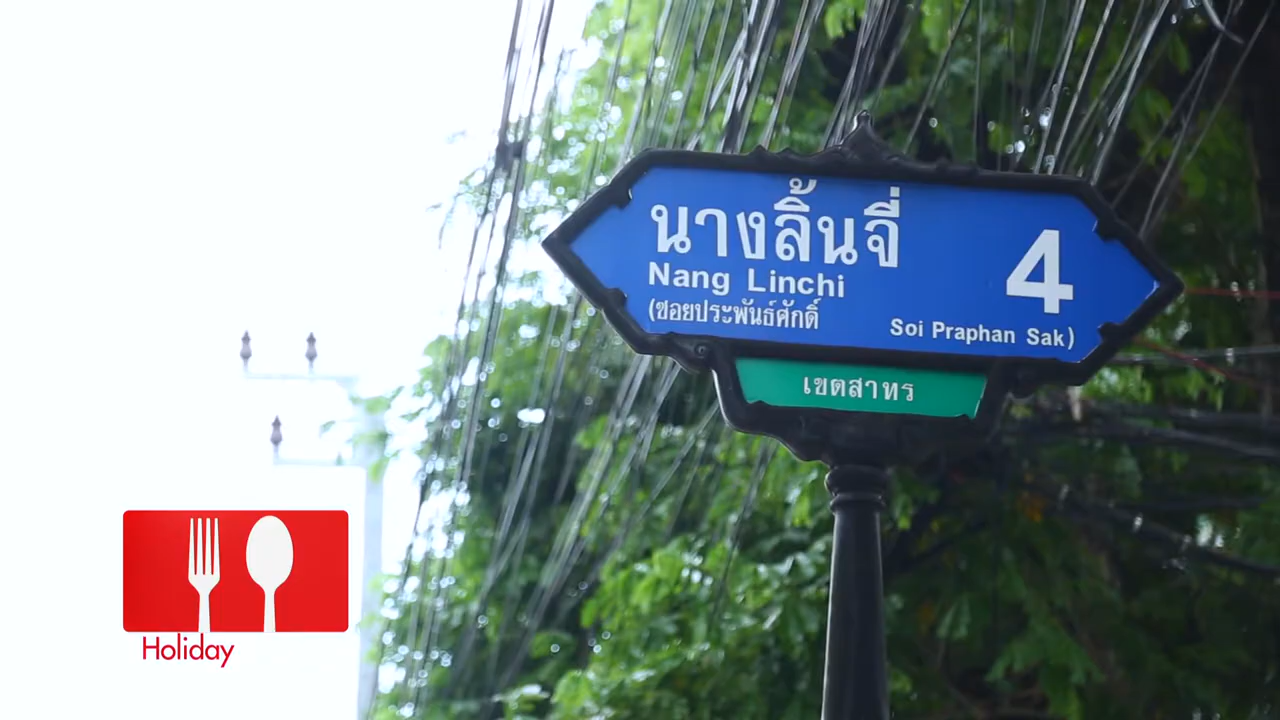 นางลิ้นจี่ 4
Nang Linchi
(ซอยประพันธ์ศักดิ์ Soi Praphan Sak)
เขตสาทร
Holiday